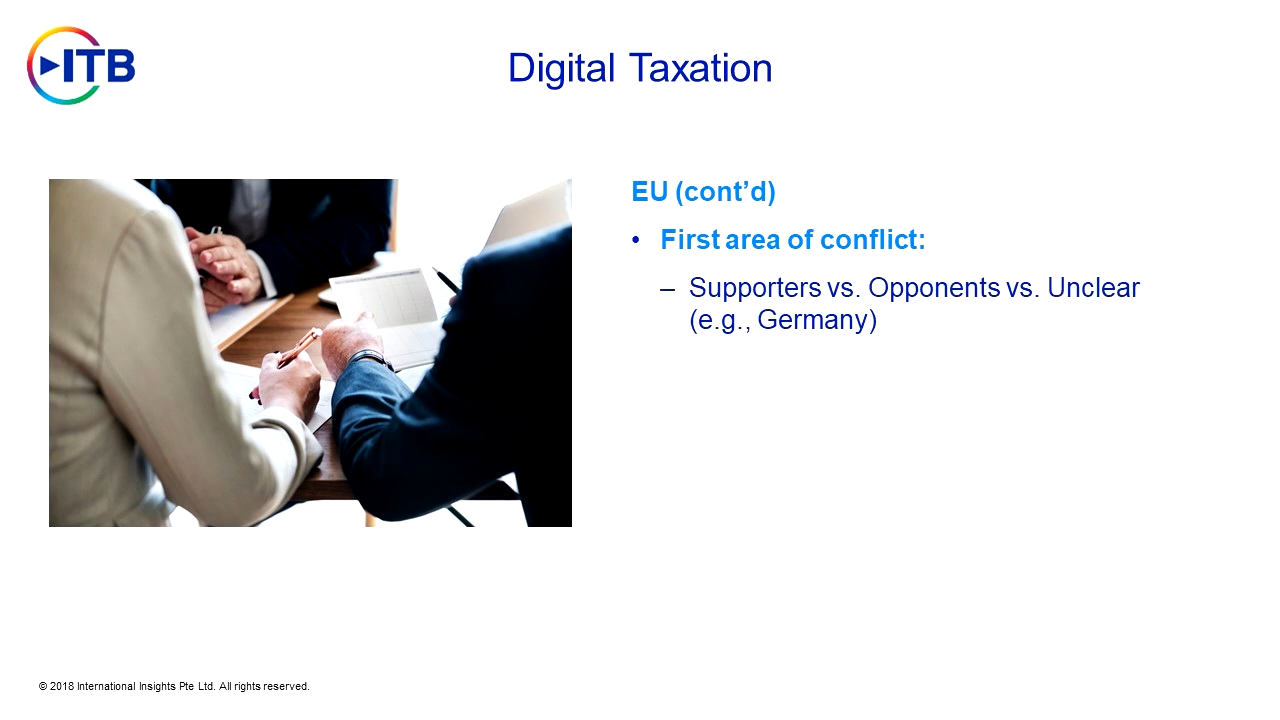 ITB
Digital Taxation
EU (cont’d)
• First area of conflict:
– Supporters vs. Opponents vs. Unclear
(e.g., Germany)
© 2018 International Insights Pte Ltd. All rights reserved.